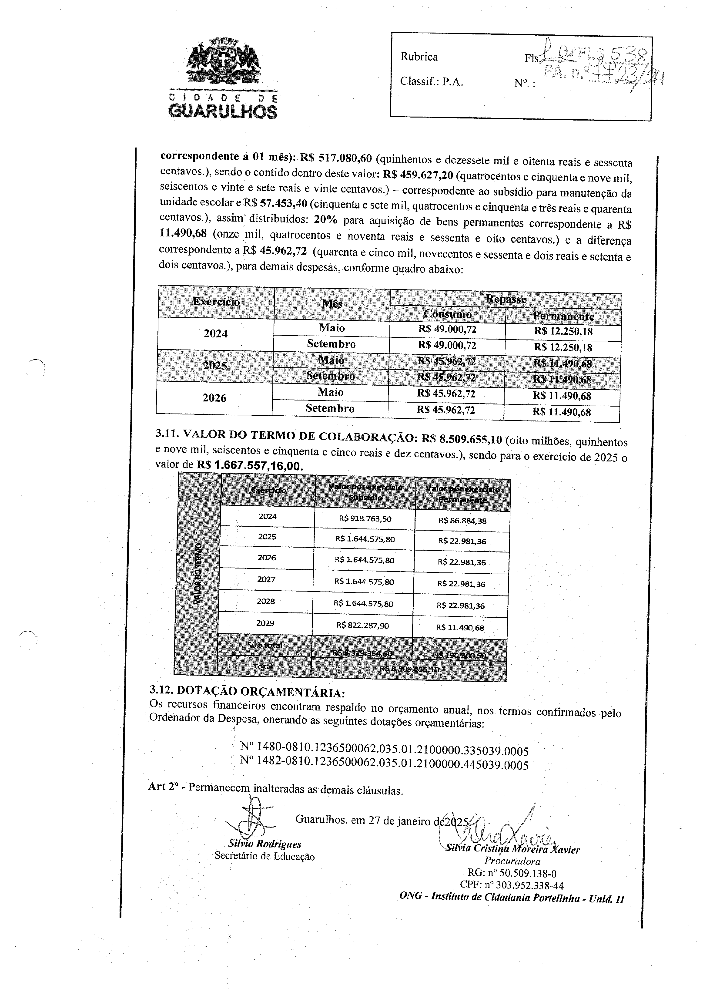 CIDADE DE
GUARULHOS
Rubrica Fls.
FLS 538
PA. n.º 7723/24
Classif.: P.A. Nº. :
correspondente a 01 mês): R$ 517.080,60 (quinhentos e dezessete mil e oitenta reais e sessenta
centavos.), sendo o contido dentro deste valor: R$ 459.627,20 (quatrocentos e cinquenta e nove mil,
seiscentos e vinte e sete reais e vinte centavos.) – correspondente ao subsídio para manutenção da
unidade escolar e R$ 57.453,40 (cinquenta e sete mil, quatrocentos e cinquenta e três reais e quarenta
centavos.), assim distribuídos: 20% para aquisição de bens permanentes correspondente a R$
11.490,68 (onze mil, quatrocentos e noventa reais e sessenta e oito centavos.) e a diferença
correspondente a R$ 45.962,72 (quarenta e cinco mil, novecentos e sessenta e dois reais e setenta e
dois centavos.), para demais despesas, conforme quadro abaixo:
Exercício Mês Repasse
Consumo Permanente
2024 Maio R$ 49.000,72 R$ 12.250,18
Setembro R$ 49.000,72 R$ 12.250,18
2025 Maio R$ 45.962,72 R$ 11.490,68
Setembro R$ 45.962,72 R$ 11.490,68
2026 Maio R$ 45.962,72 R$ 11.490,68
Setembro R$ 45.962,72 R$ 11.490,68
3.11. VALOR DO TERMO DE COLABORAÇÃO: R$ 8.509.655,10 (oito milhões, quinhentos
e nove mil, seiscentos e cinquenta e cinco reais e dez centavos.), sendo para o exercício de 2025 o
valor de R$ 1.667.557,16,00.
VALOR DO TERMO
Exercício Valor por exercício Subsídio Valor por exercício Permanente
2024 R$ 918.763,50 R$ 86.884,38
2025 R$ 1.644.575,80 R$ 22.981,36
2026 R$ 1.644.575,80 R$ 22.981,36
2027 R$ 1.644.575,80 R$ 22.981,36
2028 R$ 1.644.575,80 R$ 22.981,36
2029 R$ 822.287,90 R$ 11.490,68
Sub total R$ 8.319.354,60 R$ 190.300,50
Total R$ 8.509.655,10
3.12. DOTAÇÃO ORÇAMENTÁRIA:
Os recursos financeiros encontram respaldo no orçamento anual, nos termos confirmados pelo
Ordenador da Despesa, onerando as seguintes dotações orçamentárias:
Nº 1480-0810.1236500062.035.01.2100000.335039.0005
Nº 1482-0810.1236500062.035.01.2100000.445039.0005
Art 2º - Permanecem inalteradas as demais cláusulas.
Guarulhos, em 27 de janeiro de2025.
Silvia Xavier
Silvio Rodrigues
Secretário de Educação
Silvia Cristina Moreira Xavier
Procuradora
RG: nº 50.509.138-0
CPF: nº 303.952.338-44
ONG - Instituto de Cidadania Portelinha - Unid. II